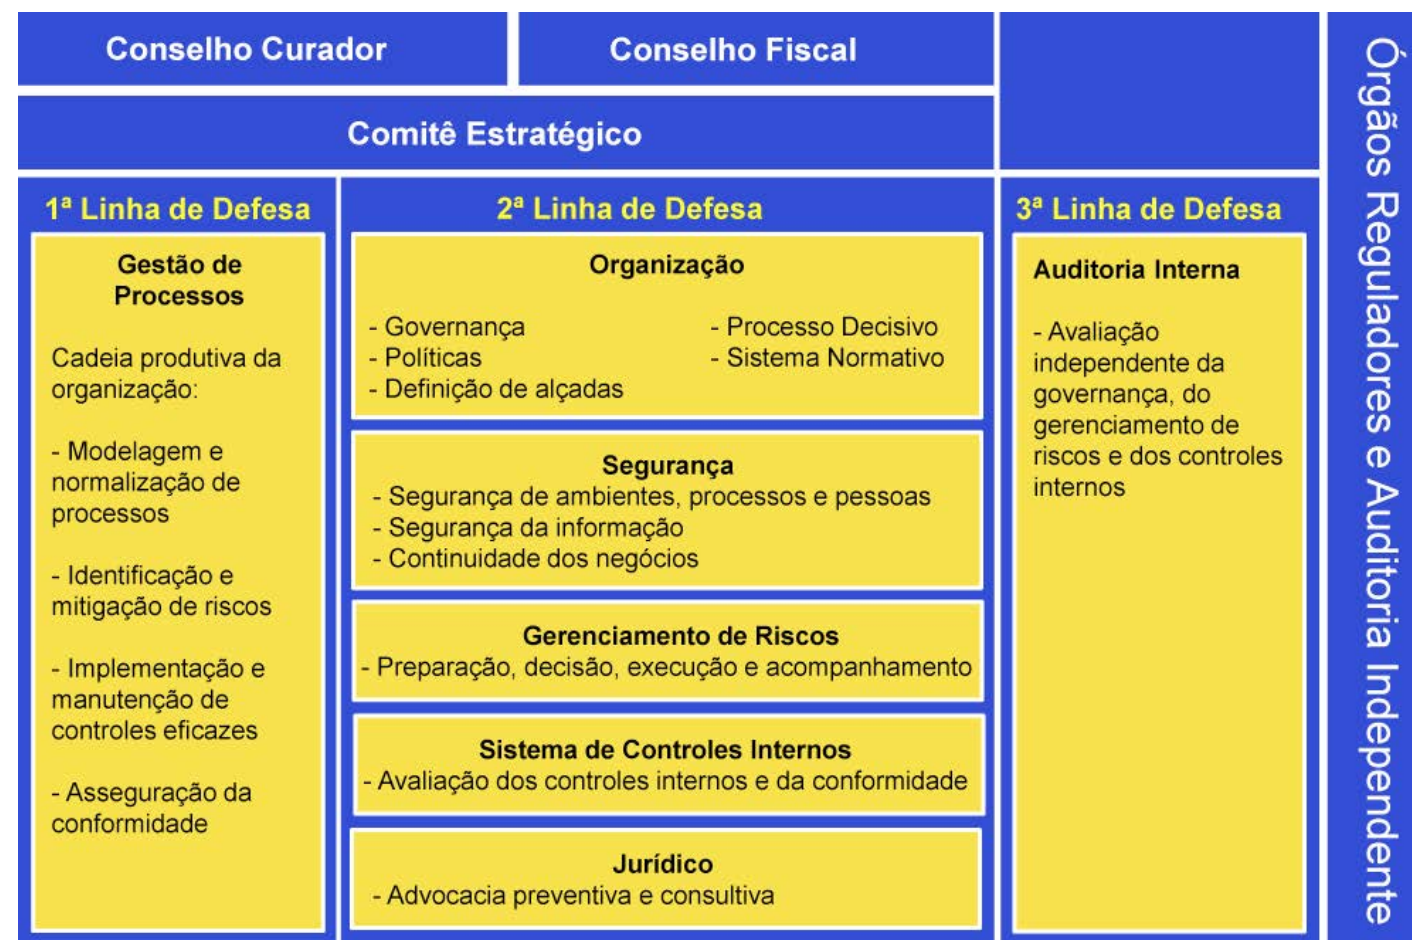 Conselho Curador
Conselho Fiscal
Comitê Estratégico
1ª Linha de Defesa
Gestão de
Processos
Cadeia produtiva da
organização:
- Modelagem e
normalização de
processos
- Identificação e
mitigação de riscos
- Implementação e
manutenção de
controles eficazes
- Asseguração da
conformidade
2ª Linha de Defesa
Organização
- Governança
- Políticas
- Definição de alçadas
- Processo Decisivo
- Sistema Normativo
Segurança
- Segurança de ambientes, processos e pessoas
- Segurança da informação
- Continuidade dos negócios
Gerenciamento de Riscos
- Preparação, decisão, execução e acompanhamento
Sistema de Controles Internos
- Avaliação dos controles internos e da conformidade
Jurídico
- Advocacia preventiva e consultiva
3ª Linha de Defesa
Auditoria Interna
- Avaliação
independente da
governança, do
gerenciamento de
riscos e dos controles
internos
Órgãos Reguladores e Auditoria Independente